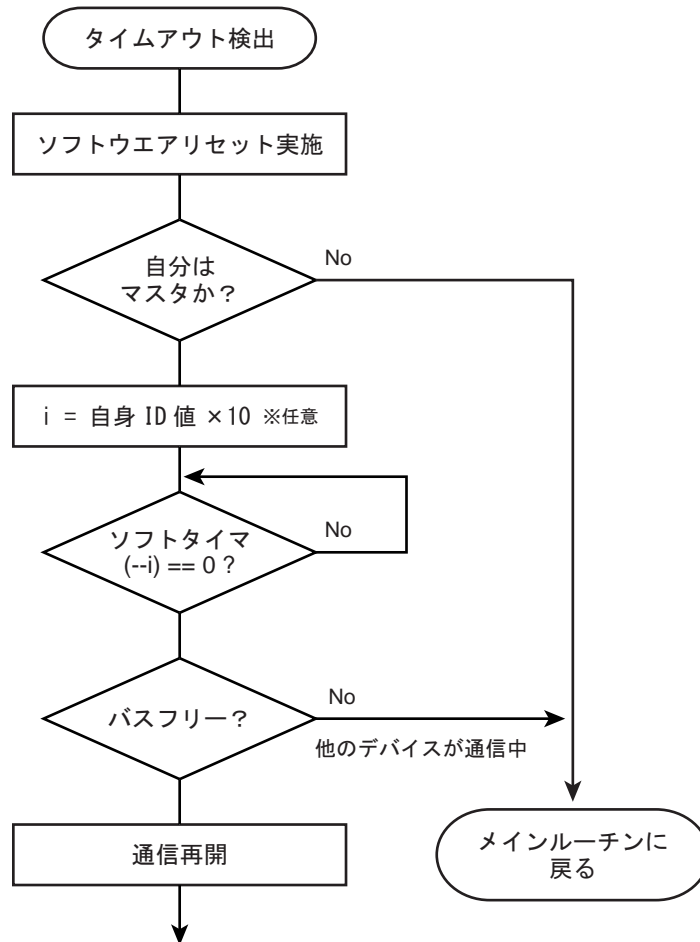 タイムアウト検出
ソフトウエアリセット実施
自分は
マスタか？
No
i = 自身 ID 値 ×10 ※任意
ソフトタイマ
(--i) == 0 ?
No
バスフリー？
No
他のデバイスが通信中
通信再開
メインルーチンに
戻る